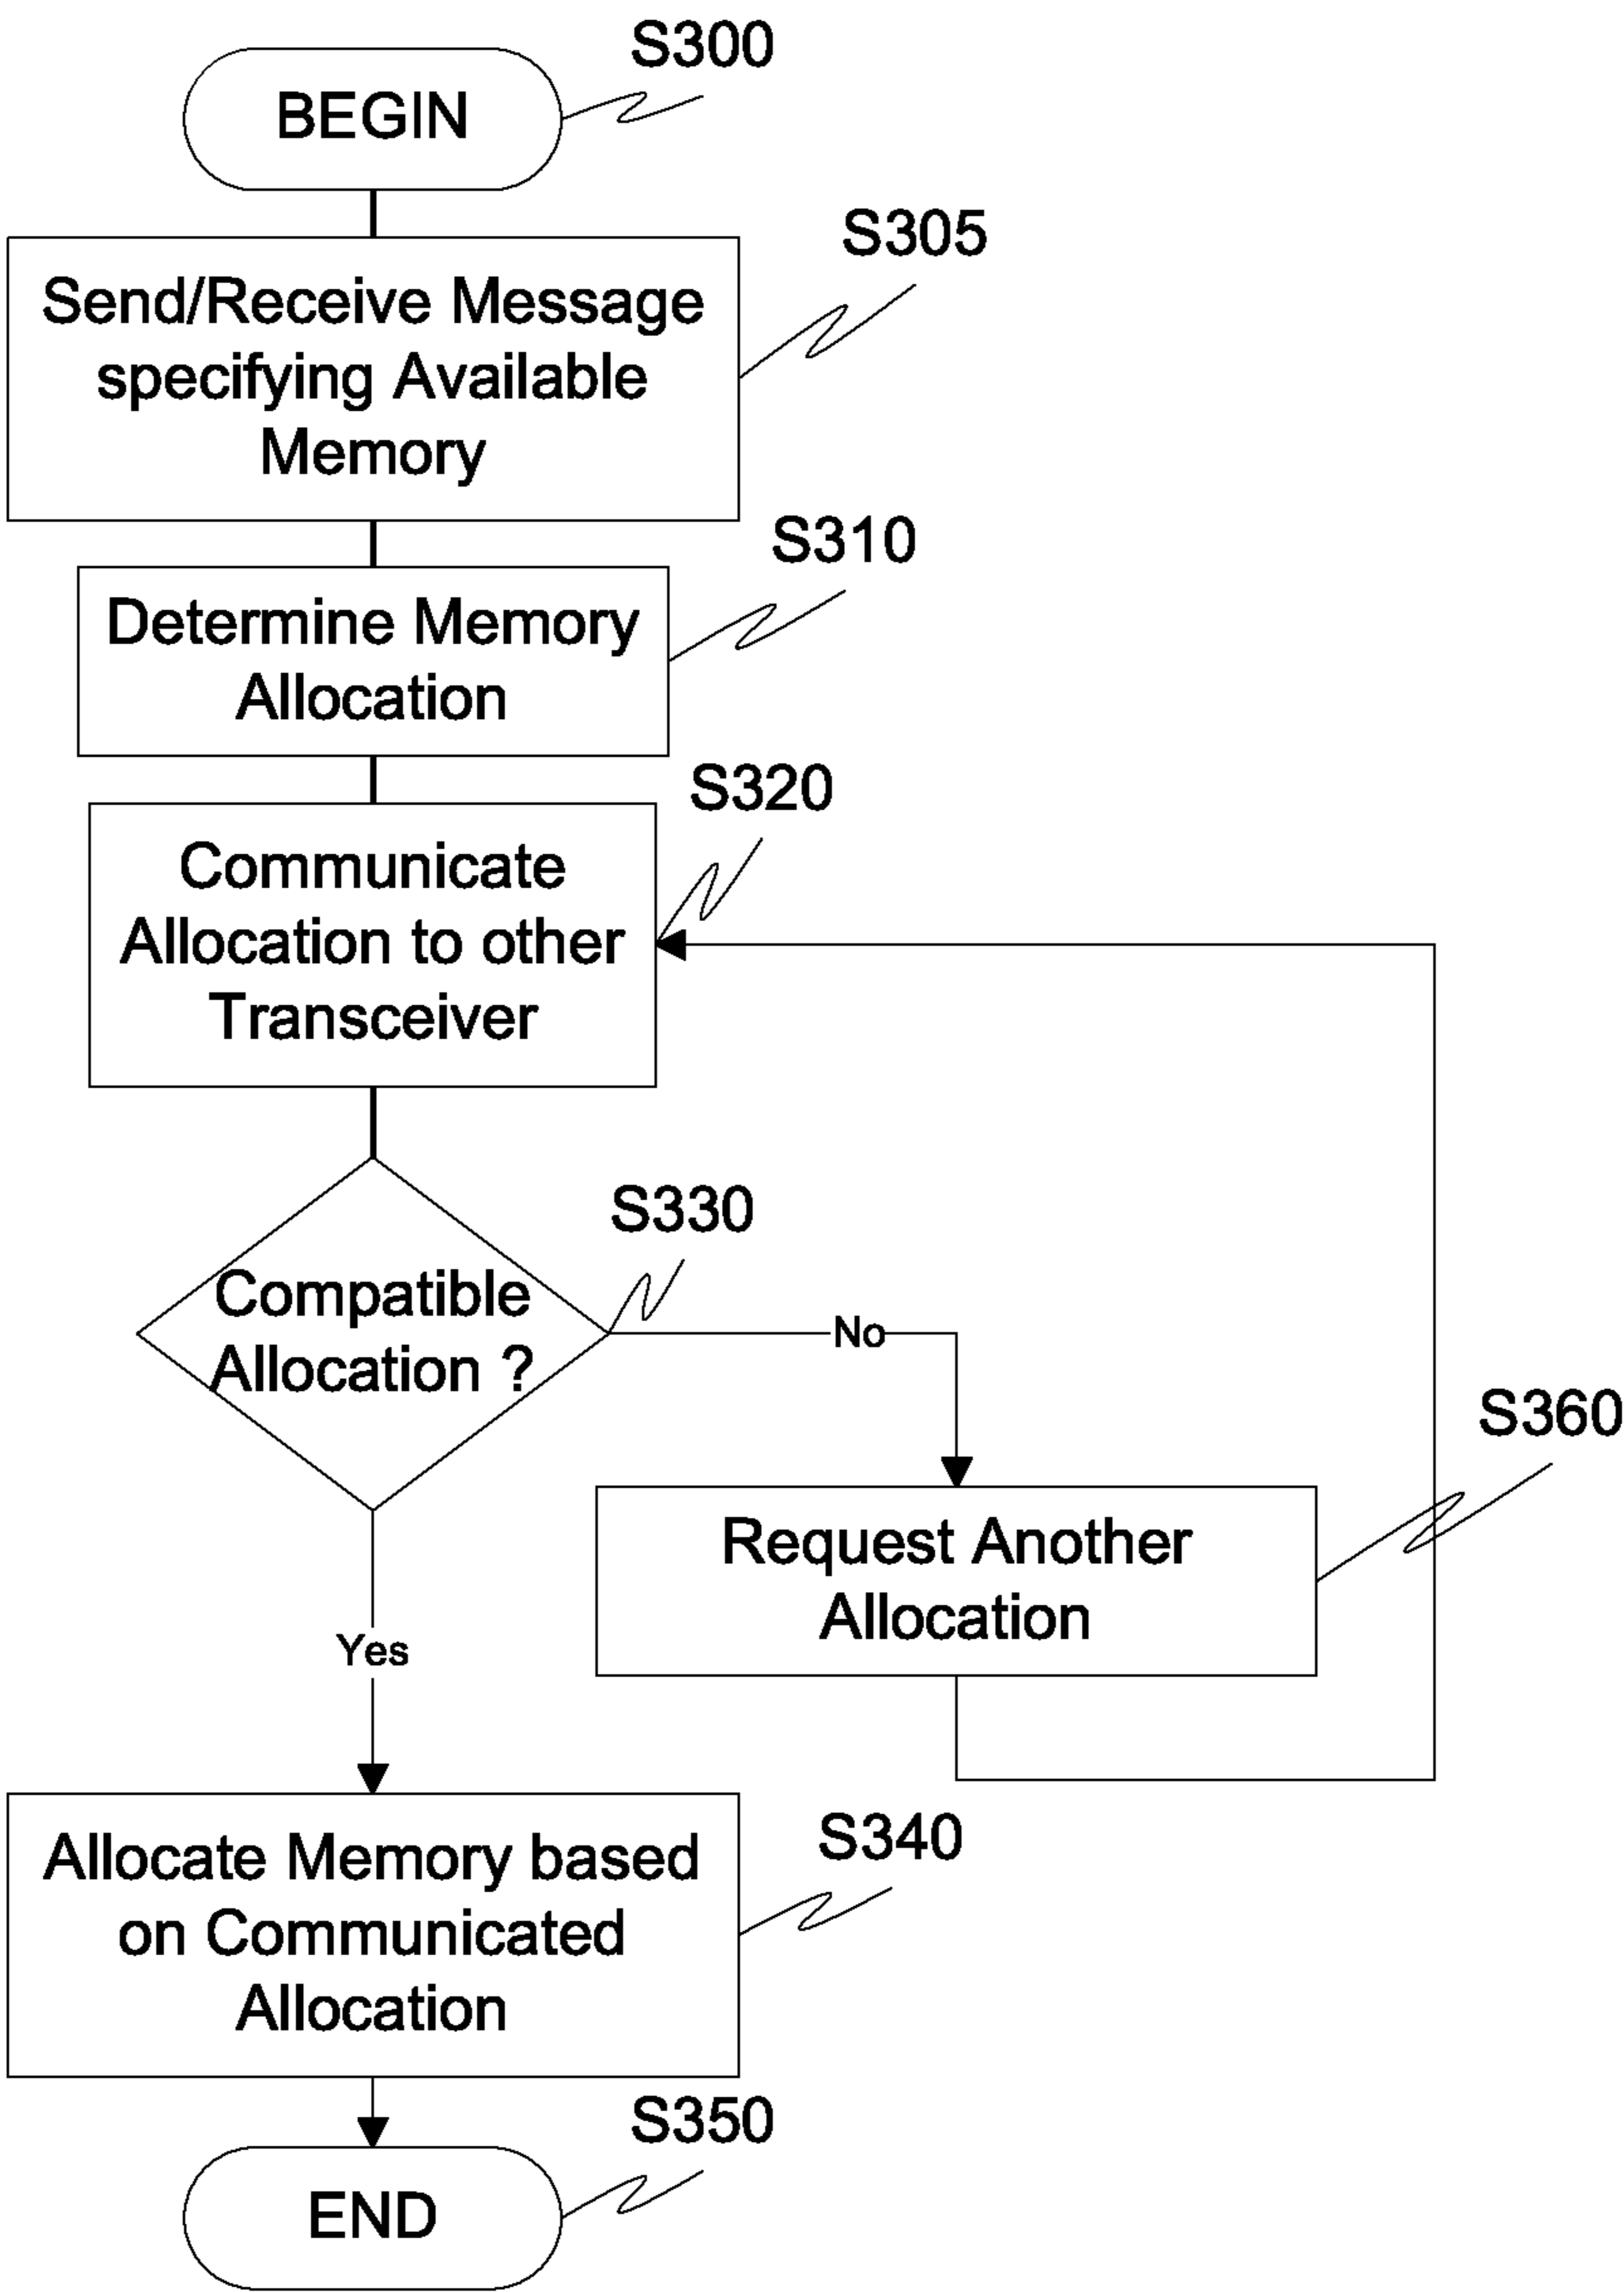 S300
BEGIN
S305
Send/Receive Message
specifying Available
Memory
S310
Determine Memory
Allocation
S320
Communicate
Allocation to other
Transceiver
S330
Compatible
Allocation ?
No
S360
Request Another
Allocation
Yes
S340
Allocate Memory based
on Communicated
Allocation
S350
END